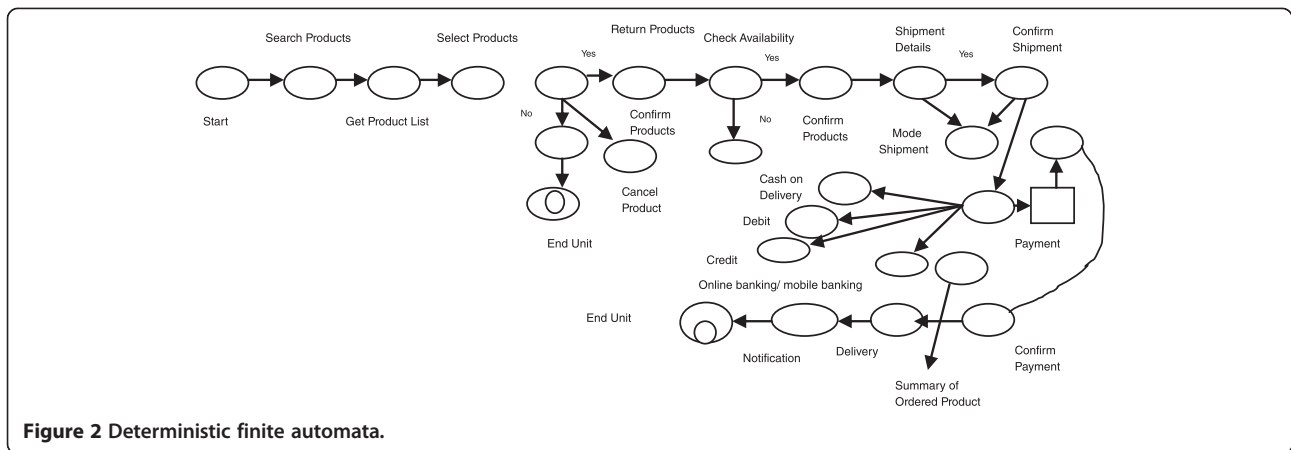 Search Products
Select Products
Return Products
Check Availability
Shipment
Details
Confirm
Shipment
Yes
Yes
Yes
Start
Get Product List
No
Confirm
Products
No
Confirm
Products
Mode
Shipment
Cancel
Product
End Unit
Cash on
Delivery
Debit
Credit
Payment
Online banking/ mobile banking
End Unit
Notification
Delivery
Confirm
Payment
Summary of
Ordered Product
Figure 2 Deterministic finite automata.